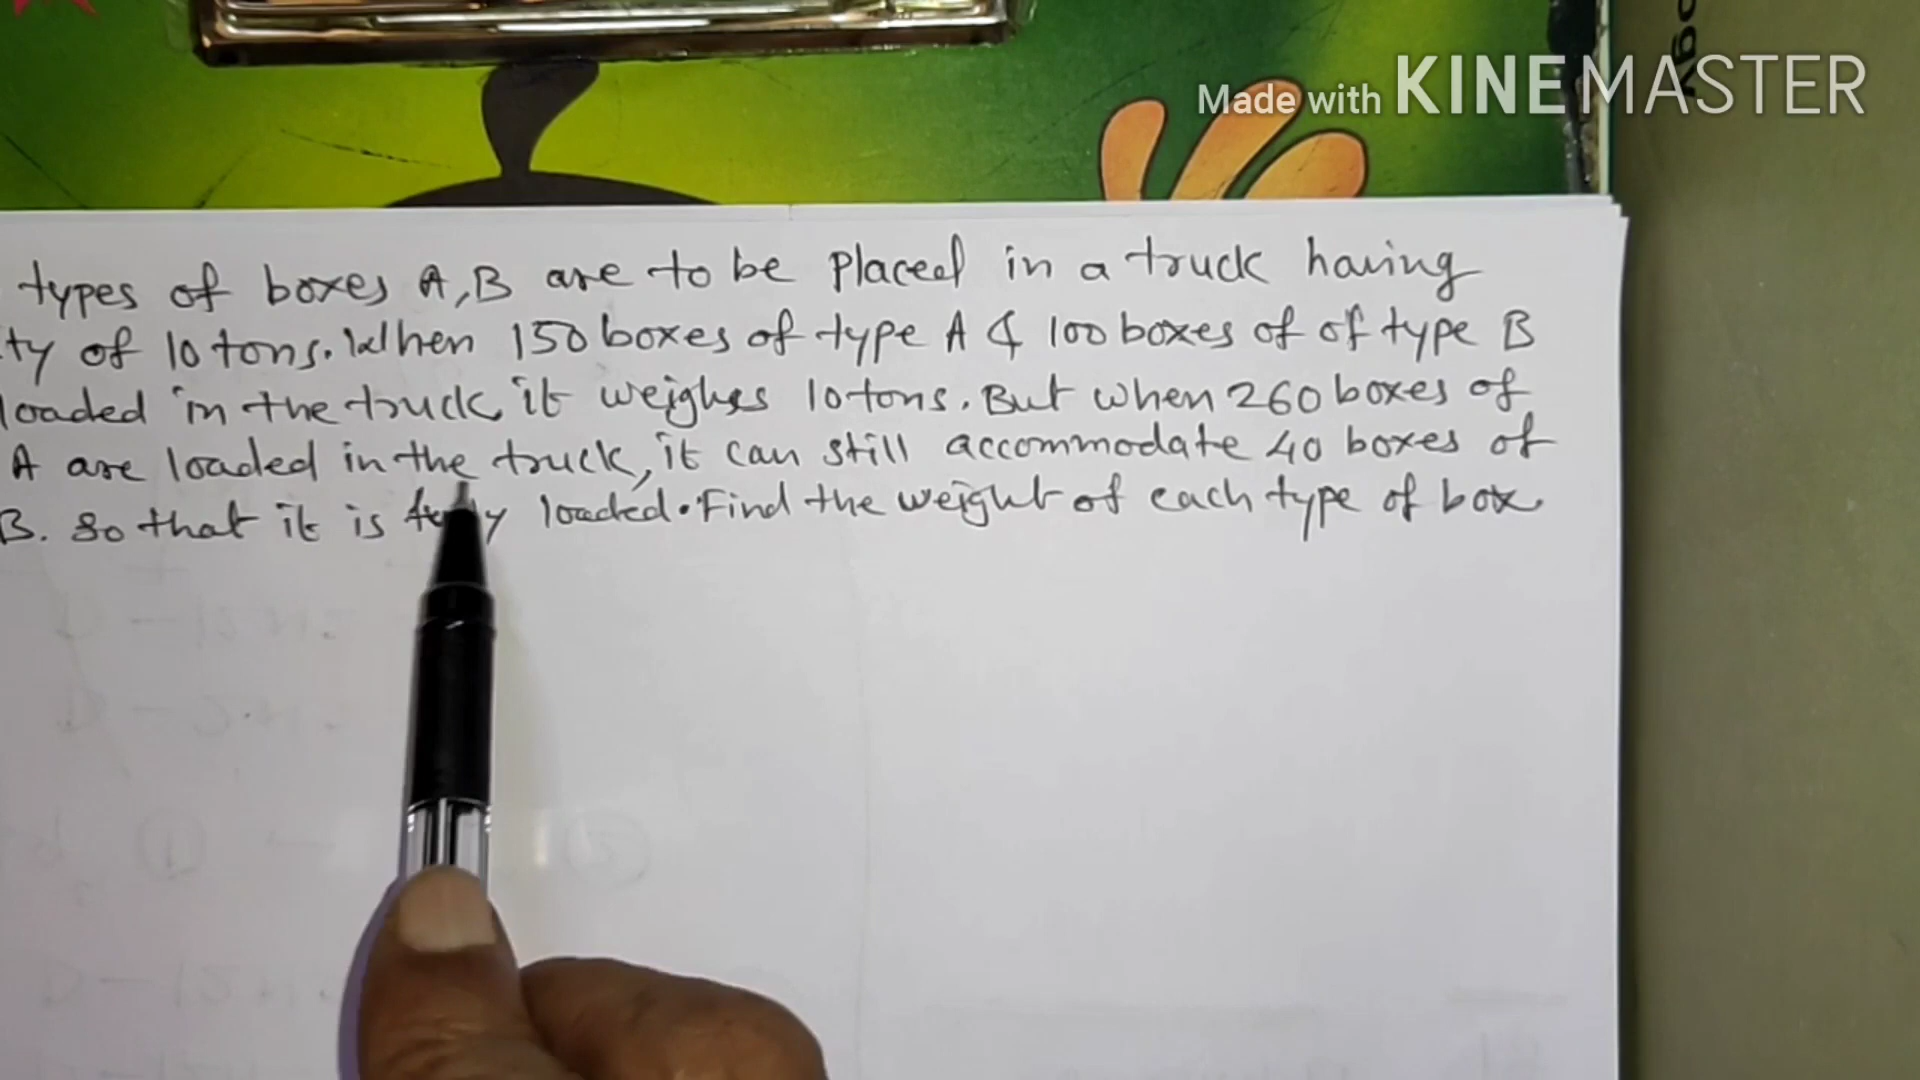 Made with KINEMASTER
types of boxes A, B are to be placed in a truck having
ty of 10 tons. When 150 boxes of type A & 100 boxes of of type B
loaded in the truck, it weighs 10 tons. But when 260 boxes of
A are loaded in the truck, it can still accommodate 40 boxes of
B. So that it is loaded. Find the weight of each type of box.